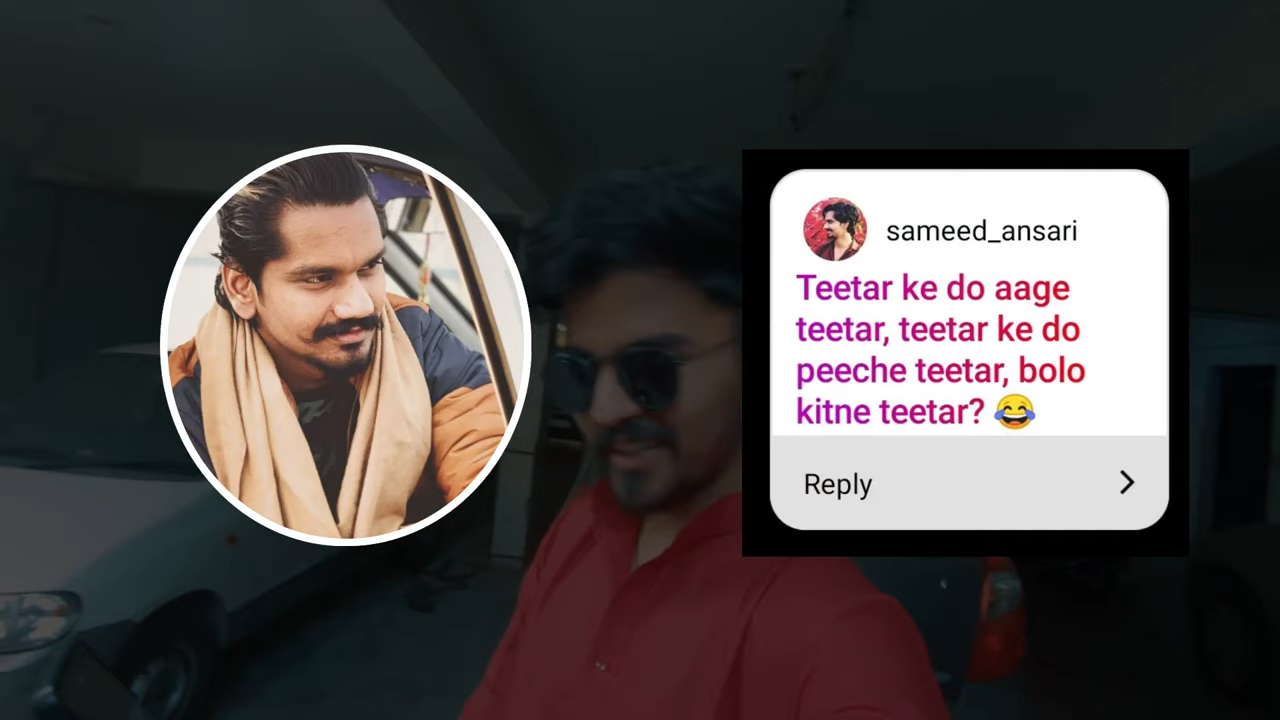 sameed_ansari
Teetar ke do aage
teetar, teetar ke do
peeche teetar, bolo
kitne teetar? 😂
Reply